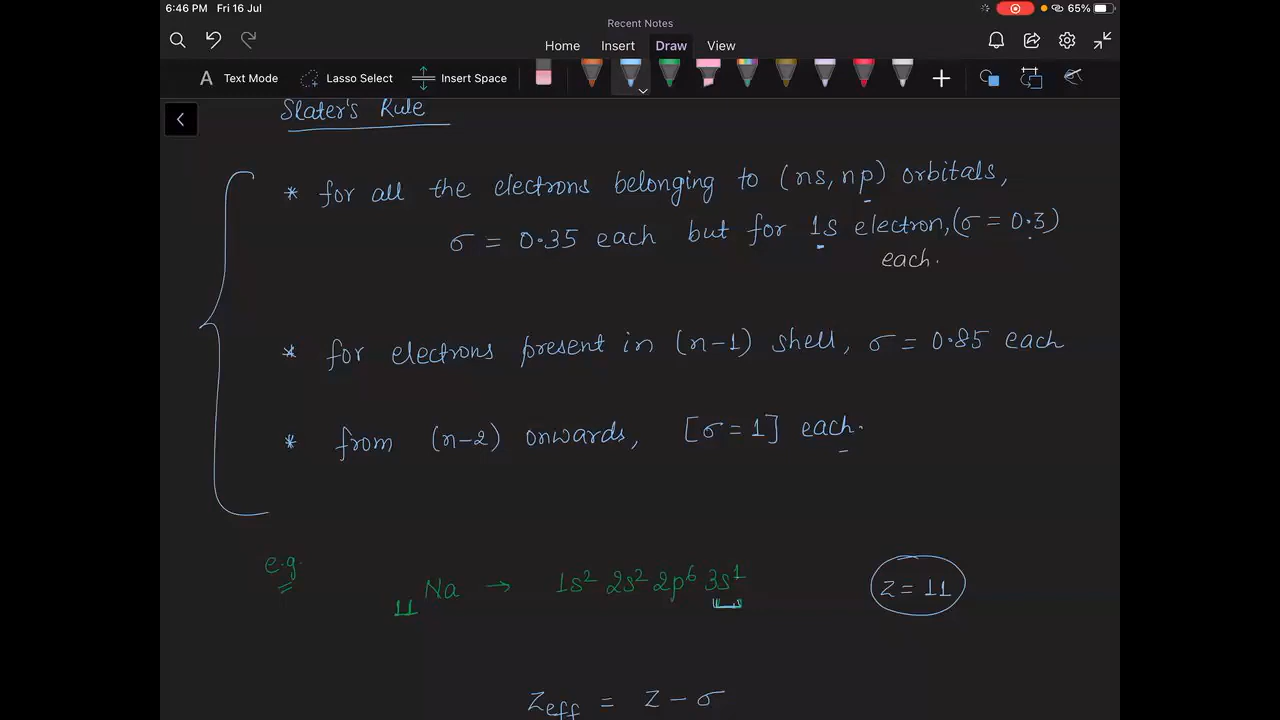 6:46 PM Fri 16 Jul
65%
Recent Notes
Home Insert Draw View
Text Mode Lasso Select Insert Space
Slater's Rule
* for all the electrons belonging to (ns, np) orbitals,
σ = 0.35 each but for 1s electron, (σ = 0.3)
each.
* for electrons present in (n-1) shell, σ = 0.85 each
* from (n-2) onwards, [σ = 1] each.
e.g.
₁₁Na → 1s² 2s² 2p⁶ 3s¹ Z = 11
Zeff = Z - σ